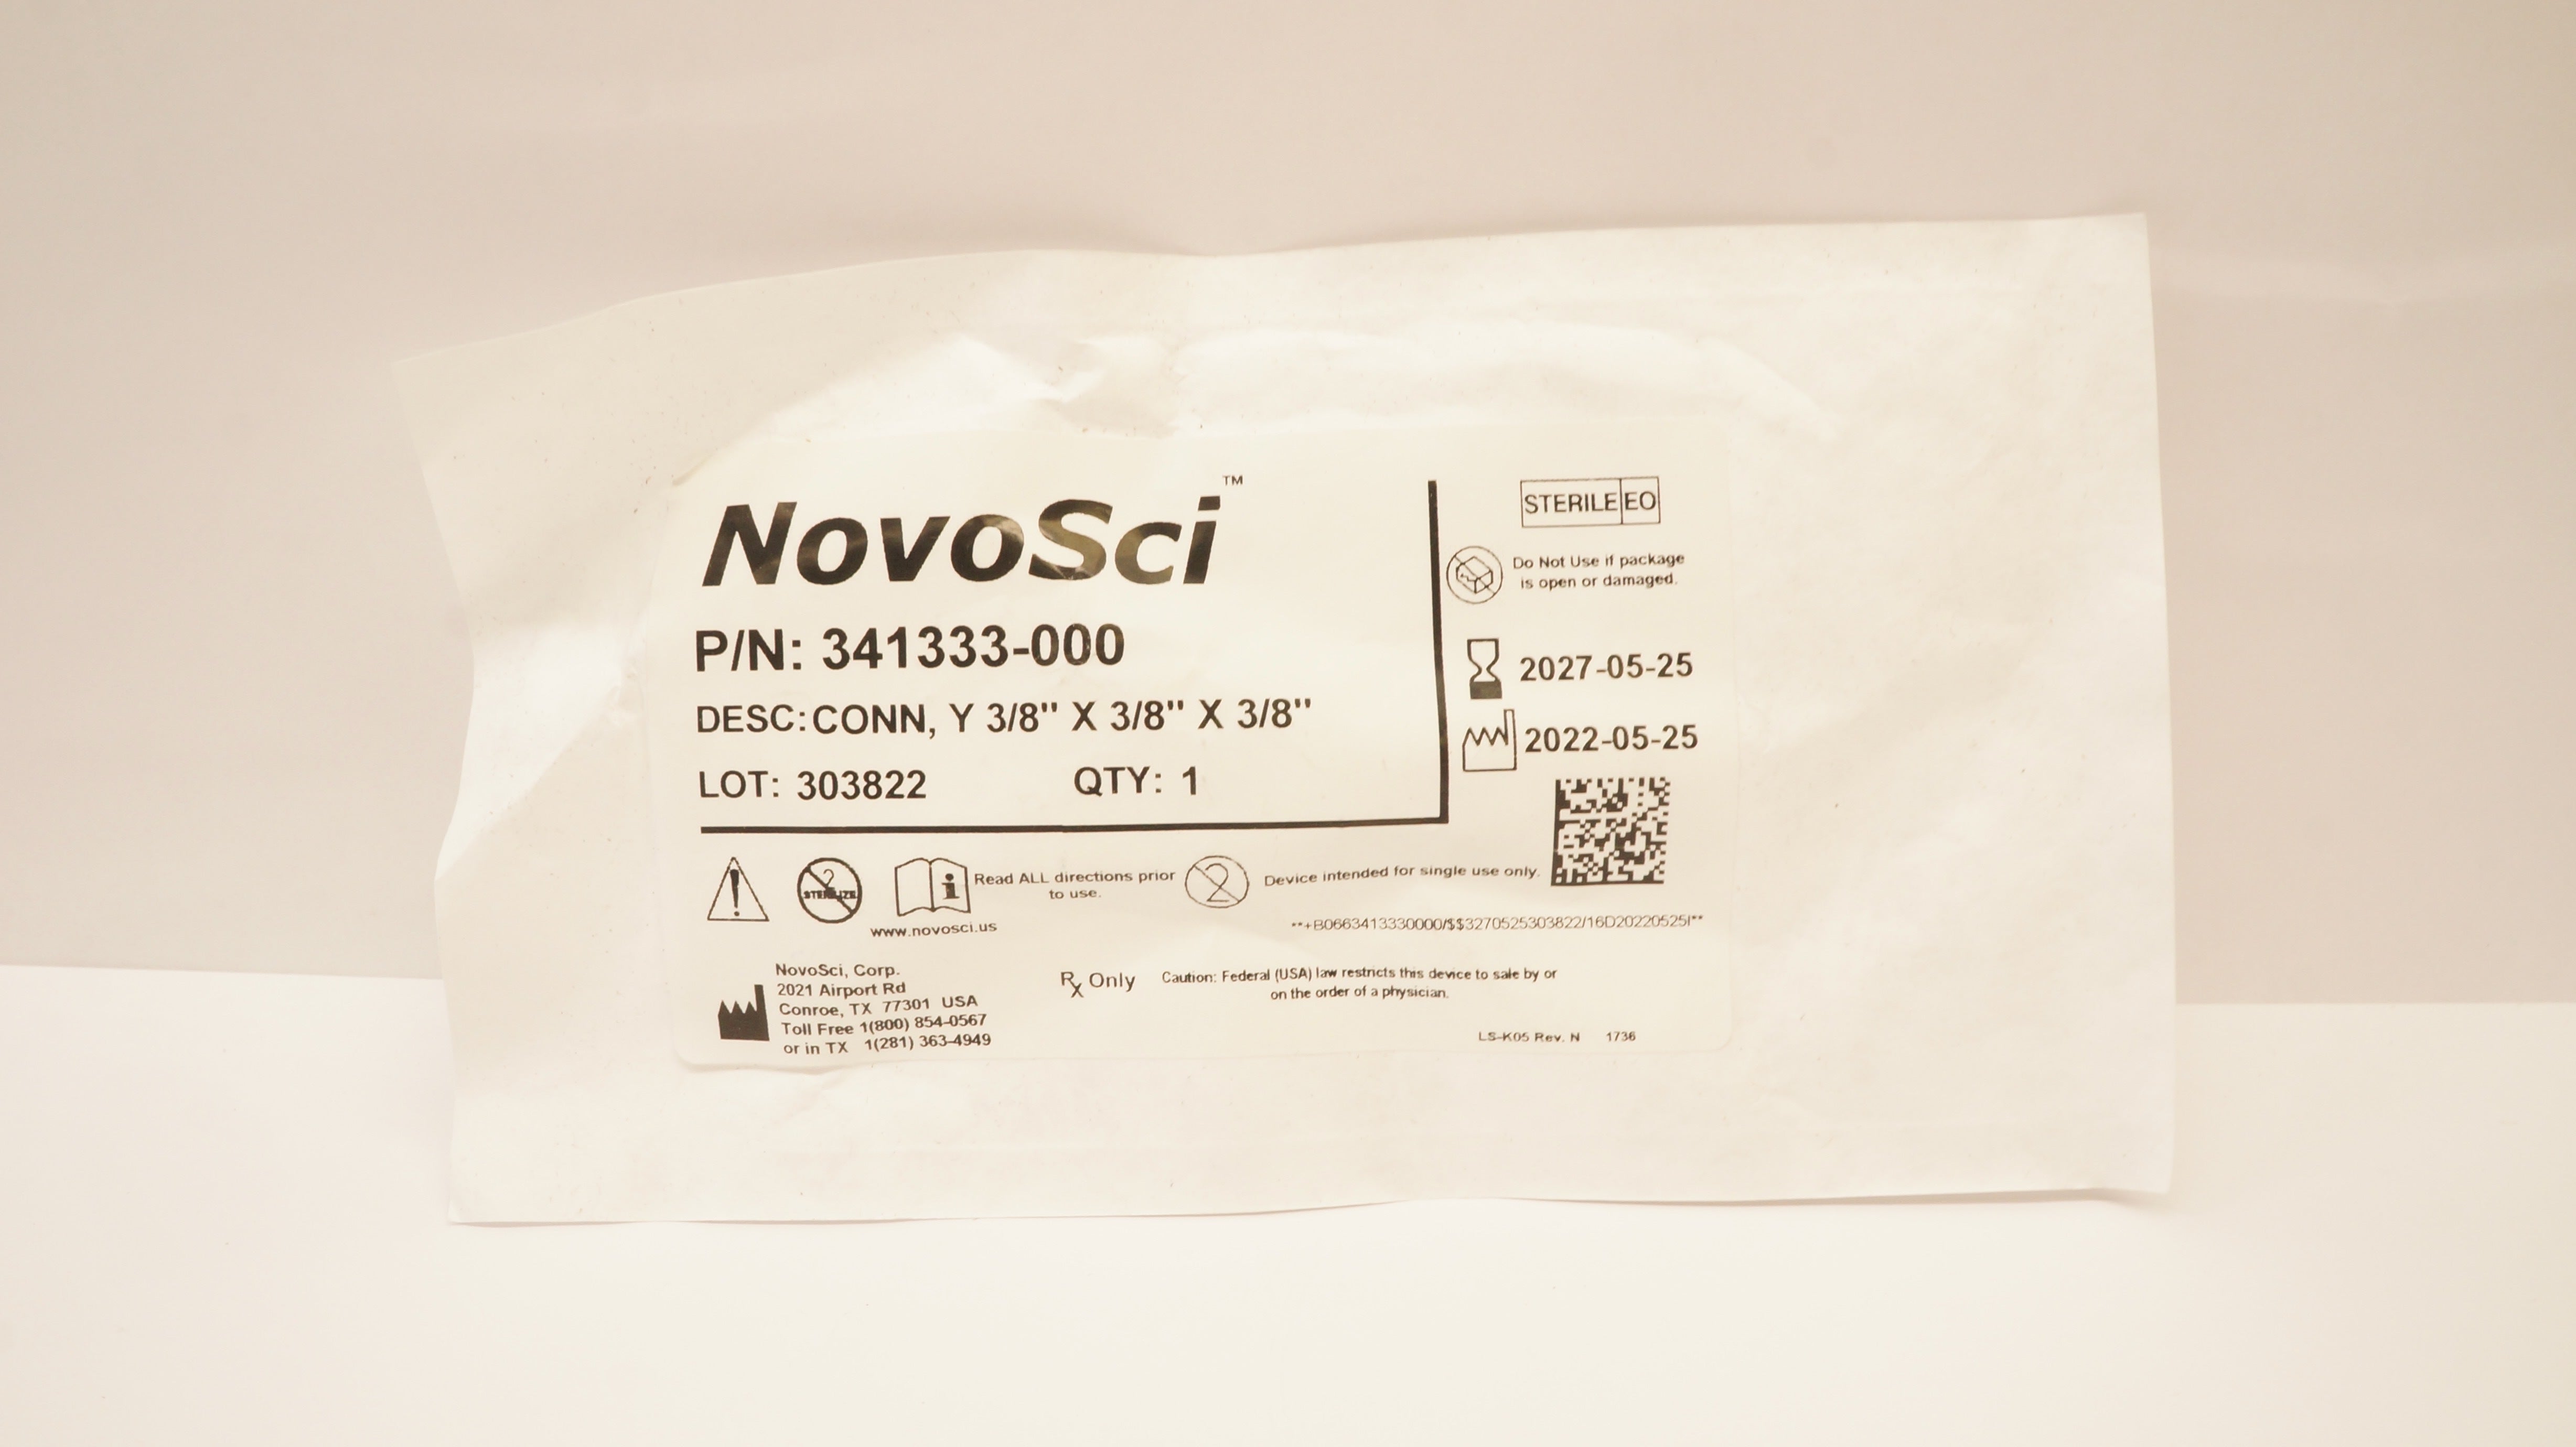 NovoSci™
P/N: 341333-000
DESC:CONN, Y 3/8" X 3/8" X 3/8"
LOT: 303822 QTY: 1
STERILE EO
Do Not Use if package
is open or damaged.
2027-05-25
2022-05-25
2
STERILIZE
i
Read ALL directions prior
to use.
www.novosci.us
2
Device intended for single use only.
**+B0663413330000/$$3270525303822/16D20220525I**
NovoSci, Corp.
2021 Airport Rd
Conroe, TX 77301 USA
Toll Free 1(800) 854-0567
or in TX 1(281) 363-4949
Rx Only
Caution: Federal (USA) law restricts this device to sale by or
on the order of a physician.
LS-K05 Rev. N 1736